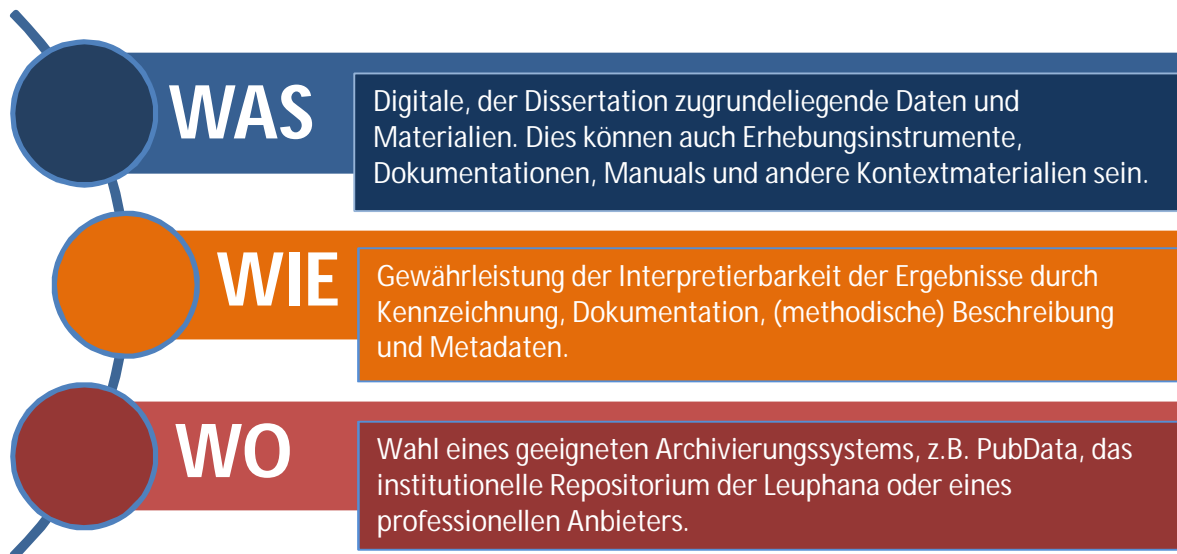 WAS
Digitale, der Dissertation zugrundeliegende Daten und
Materialien. Dies können auch Erhebungsinstrumente,
Dokumentationen, Manuals und andere Kontextmaterialien sein.
WIE
Gewährleistung der Interpretierbarkeit der Ergebnisse durch
Kennzeichnung, Dokumentation, (methodische) Beschreibung
und Metadaten.
WO
Wahl eines geeigneten Archivierungssystems, z.B. PubData, das
institutionelle Repositorium der Leuphana oder eines
professionellen Anbieters.